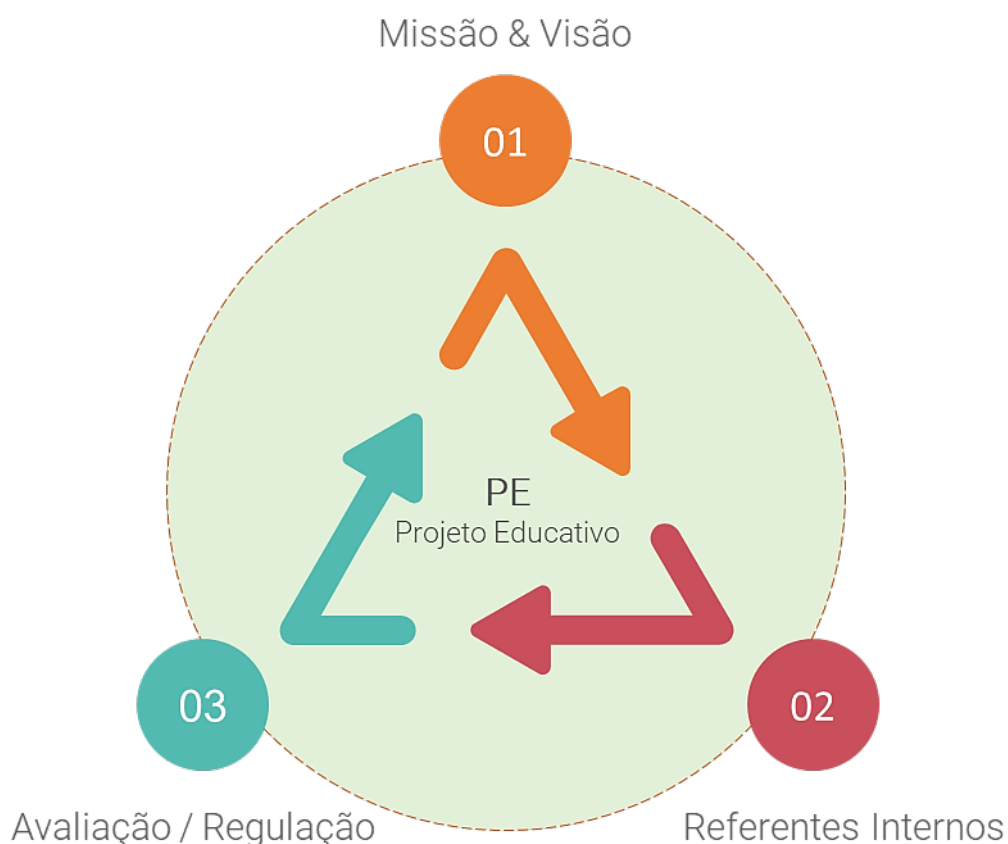 Missão & Visão
01
PE
Projeto Educativo
03
02
Avaliação / Regulação
Referentes Internos